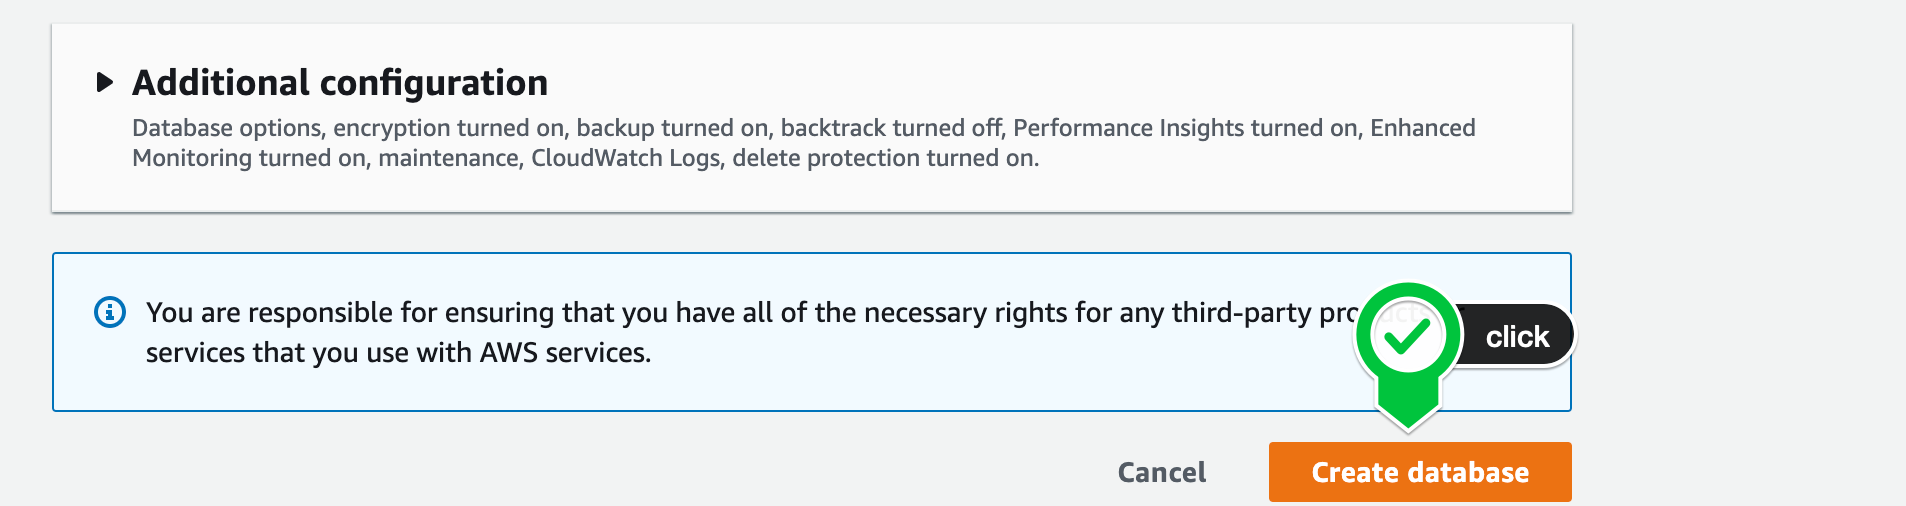 Additional configuration
Database options, encryption turned on, backup turned on, backtrack turned off, Performance Insights turned on, Enhanced
Monitoring turned on, maintenance, CloudWatch Logs, delete protection turned on.
You are responsible for ensuring that you have all of the necessary rights for any third-party products
services that you use with AWS services.
click
Cancel
Create database